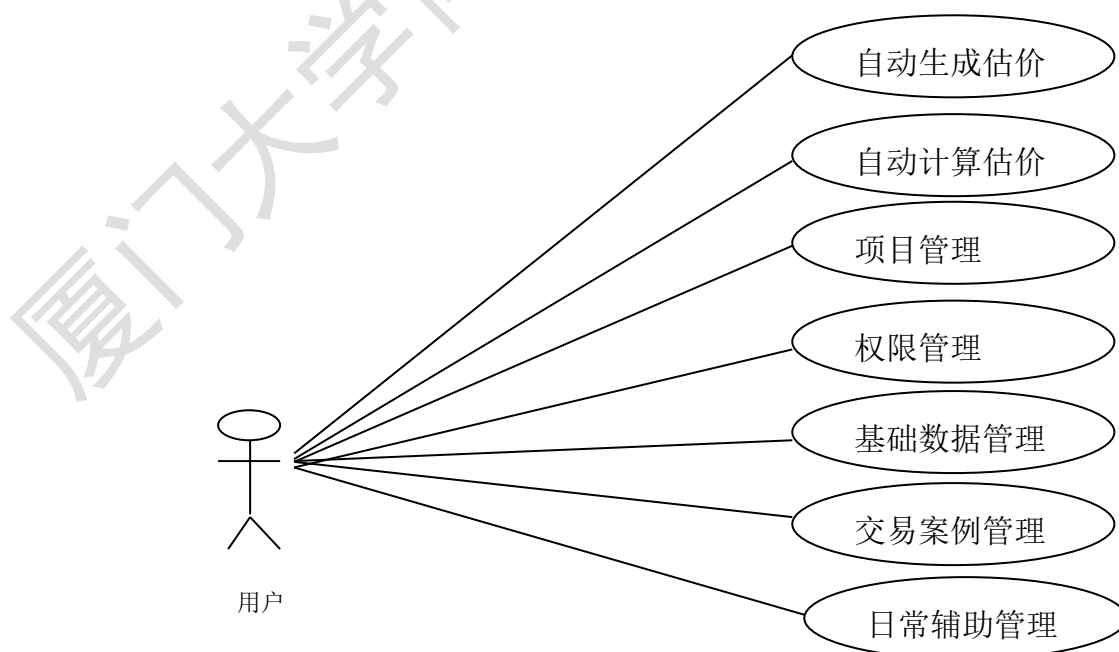 自动生成估价
自动计算估价
项目管理
权限管理
基础数据管理
交易案例管理
日常辅助管理
用户
厦门大学